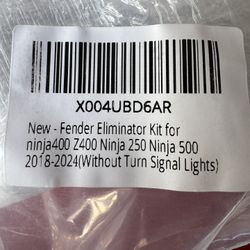 X004UBD6AR
New - Fender Eliminator Kit for
ninja400 Z400 Ninja 250 Ninja 500
2018-2024(Without Turn Signal Lights)